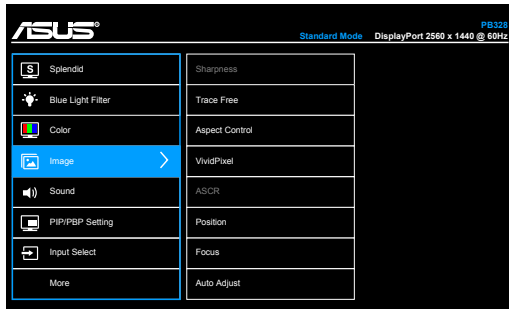 ASUS®
PB328
Standard Mode DisplayPort 2560 x 1440 @ 60Hz
S Splendid
Blue Light Filter
Color
Image
Sound
PIP/PBP Setting
Input Select
More
Sharpness
Trace Free
Aspect Control
VividPixel
ASCR
Position
Focus
Auto Adjust